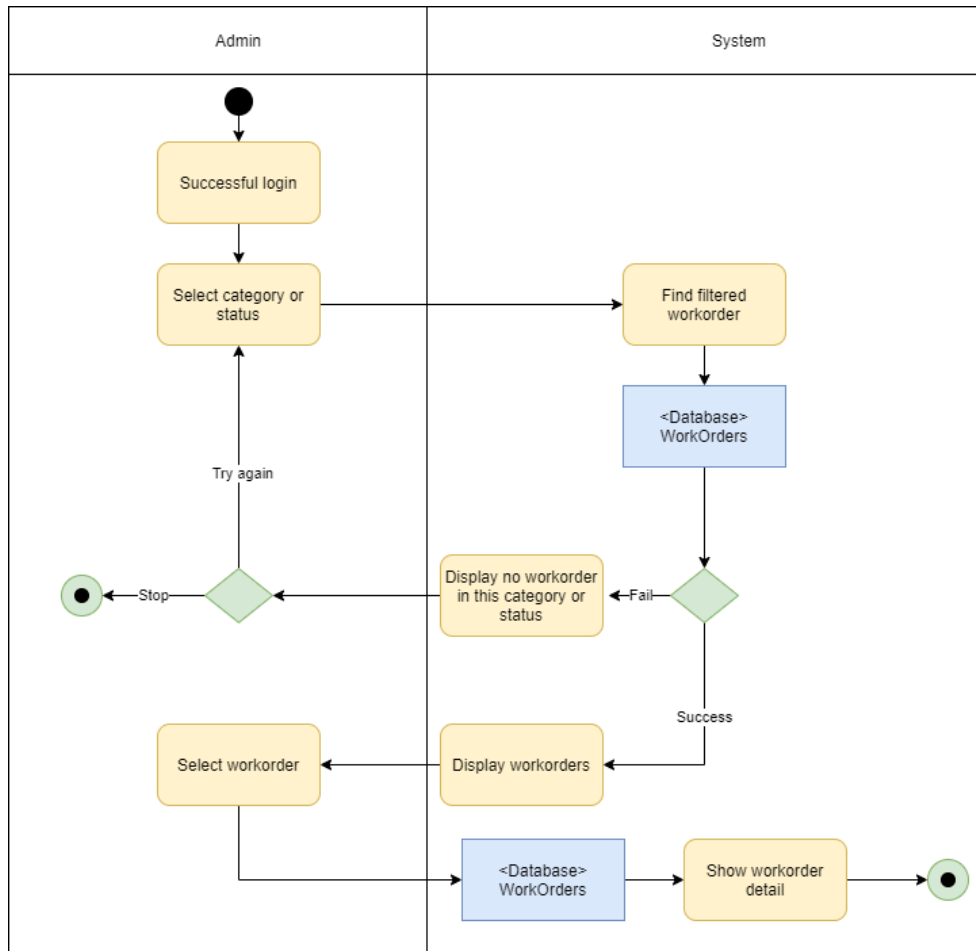 Admin
System
Successful login
Select category or
status
Find filtered
workorder
<Database>
WorkOrders
Try again
Stop
Display no workorder
in this category or
status
Fail
Success
Select workorder
Display workorders
<Database>
WorkOrders
Show workorder
detail